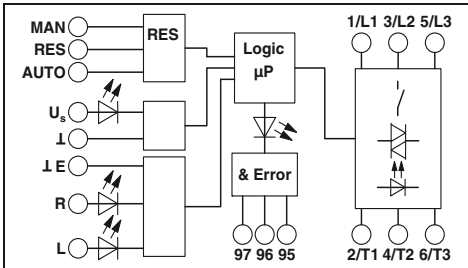 MAN
RES
AUTO
RES
Us
⊥
⊥ E
R
L
Logic
µP
& Error
97 96 95
1/L1 3/L2 5/L3
2/T1 4/T2 6/T3